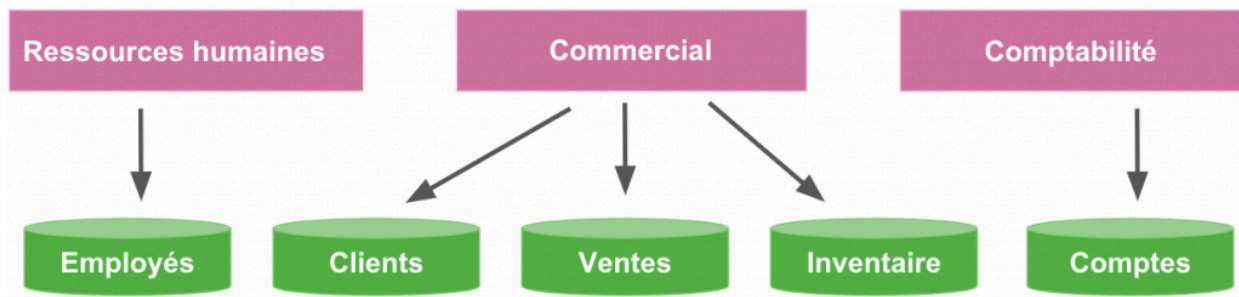 Ressources humaines
Commercial
Comptabilité
Employés
Clients
Ventes
Inventaire
Comptes